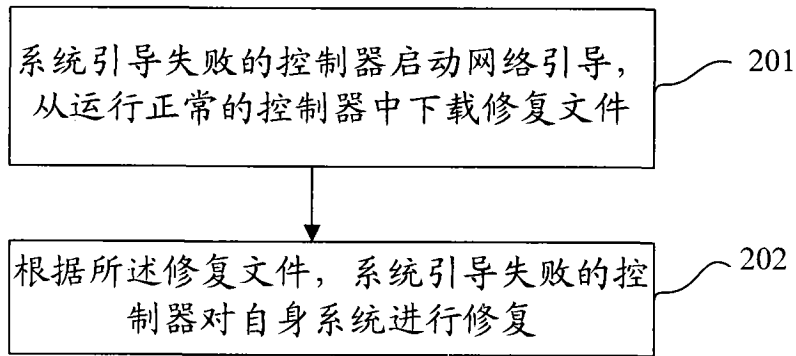 系统引导失败的控制器启动网络引导，
从运行正常的控制器中下载修复文件
201
根据所述修复文件，系统引导失败的控
制器对自身系统进行修复
202